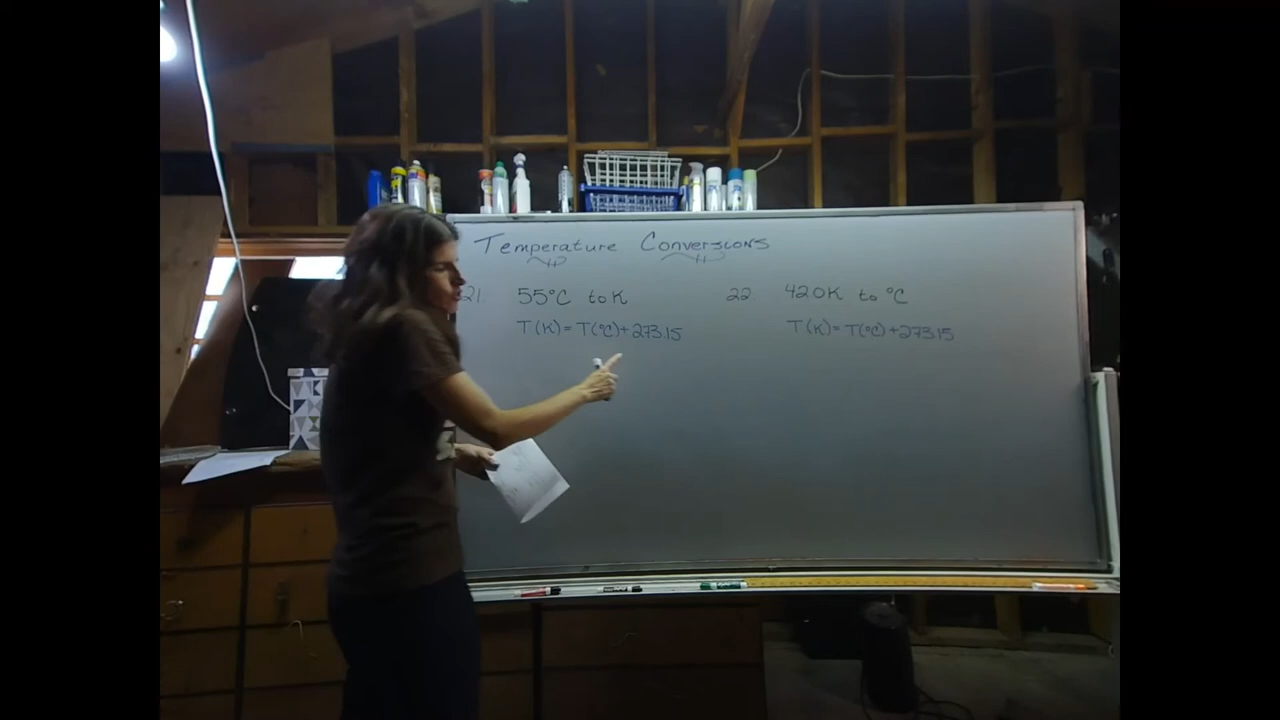 Temperature Conversions
21. 55°C to K
T(K) = T(°C) + 273.15
22 420K to °C
T(K) = T(°C) + 273.15